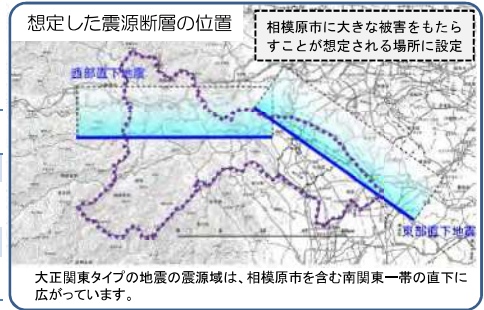 想定した震源断層の位置
相模原市に大きな被害をもたら
すことが想定される場所に設定
西部直下地震
東部直下地震
大正関東タイプの地震の震源域は、相模原市を含む南関東一帯の直下に
広がっています。